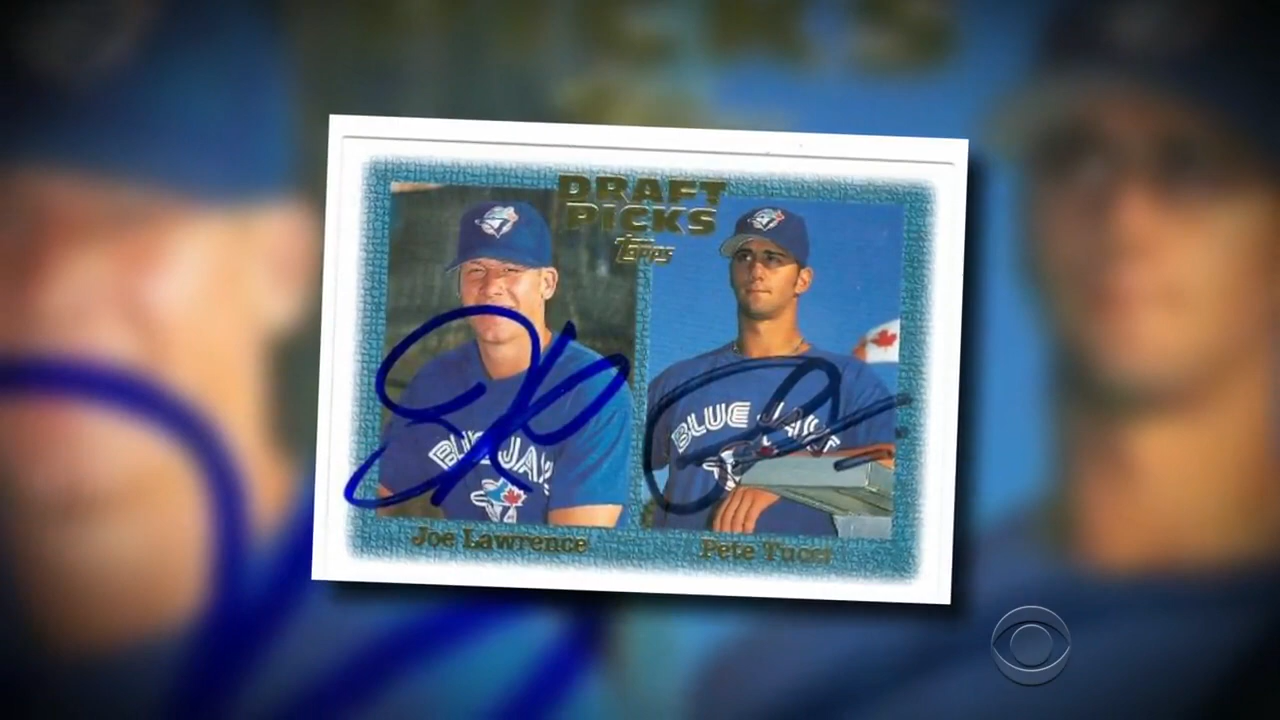 DRAFT
PICKS
TOPPS
BLUE JAYS
BLUE JAYS
Joe Lawrence
Pete Tucci